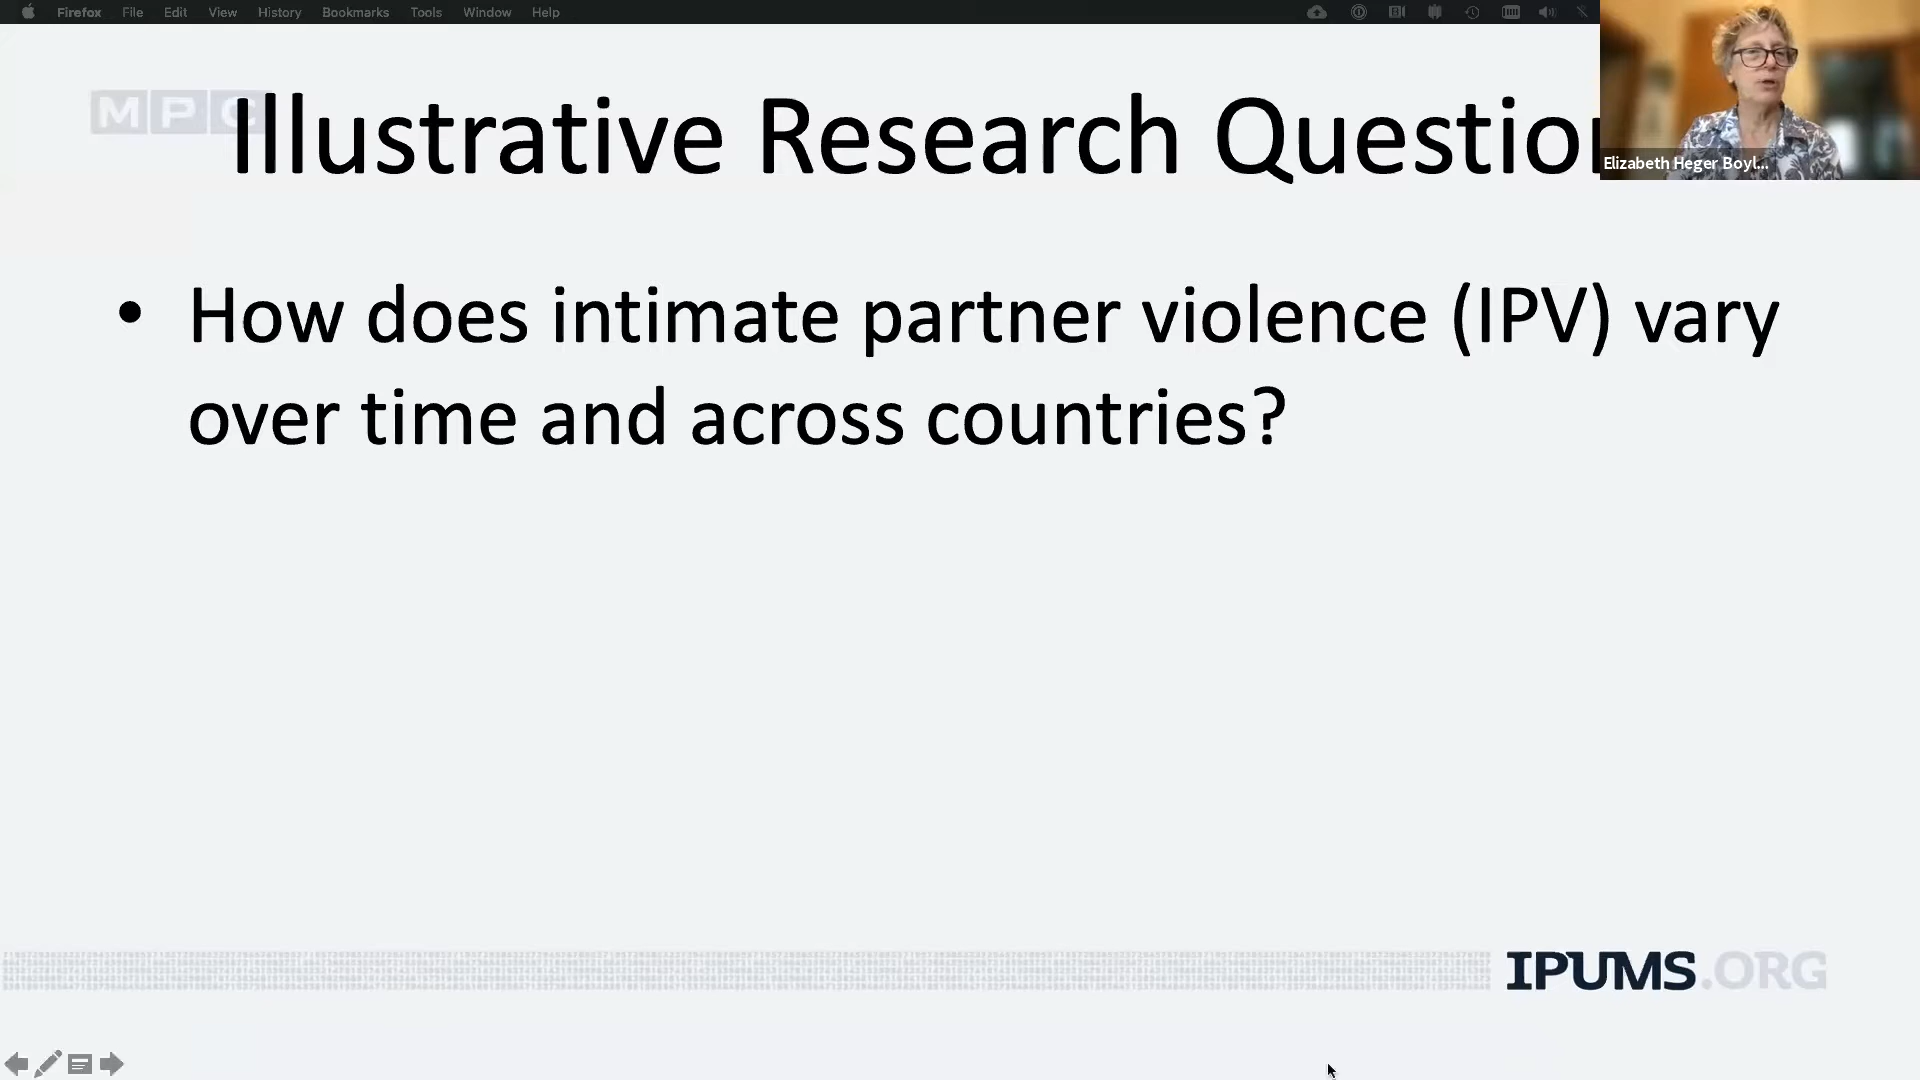 Firefox File Edit View History Bookmarks Tools Window Help
MPC
Illustrative Research Question
Elizabeth Heger Boyl...
• How does intimate partner violence (IPV) vary
over time and across countries?
IPUMS.ORG